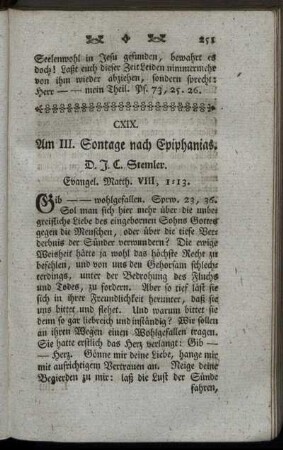 251
Seelenwohl in Jesu gefunden, bewahrt es
doch! Laßt euch dieser Zeit Leiden nimmermehr
von ihm wieder abziehen, sondern sprecht:
Herr — — mein Theil. Ps. 73, 25. 26.
CXIX.
Am III. Sontage nach Epiphanias.
D. J. C. Stemler.
Evangel. Matth. VIII, 1-13.
Gib — — wohlgefallen. Spew. 23, 26.
Sol man sich hier mehr über die unbe-
greifliche Liebe des eingebornen Sohns Gottes
gegen die Menschen, oder über die tiefe Ver-
derbnis der Sünder verwundern? Die ewige
Weisheit hätte ja wohl das höchste Recht zu
befehlen, und von uns den Gehorsam schlech-
terdings, unter der Bedrohung des Fluchs
und Todes, zu fordern. Aber so tief läst sie
sich in ihrer Freundlichkeit herunter, daß sie
uns bittet und flehet. Und warum bittet sie
denn so gar liebreich und inständig? Wir sollen
an ihren Wegen einen Wohlgefallen tragen.
Sie hatte erstlich das Herz verlangt: Gib —
— Herz. Gönne mir deine Liebe, hange mir
mit aufrichtigem Vertrauen an. Neige deine
Begierden zu mir: laß die Lust der Sünde
fahren,